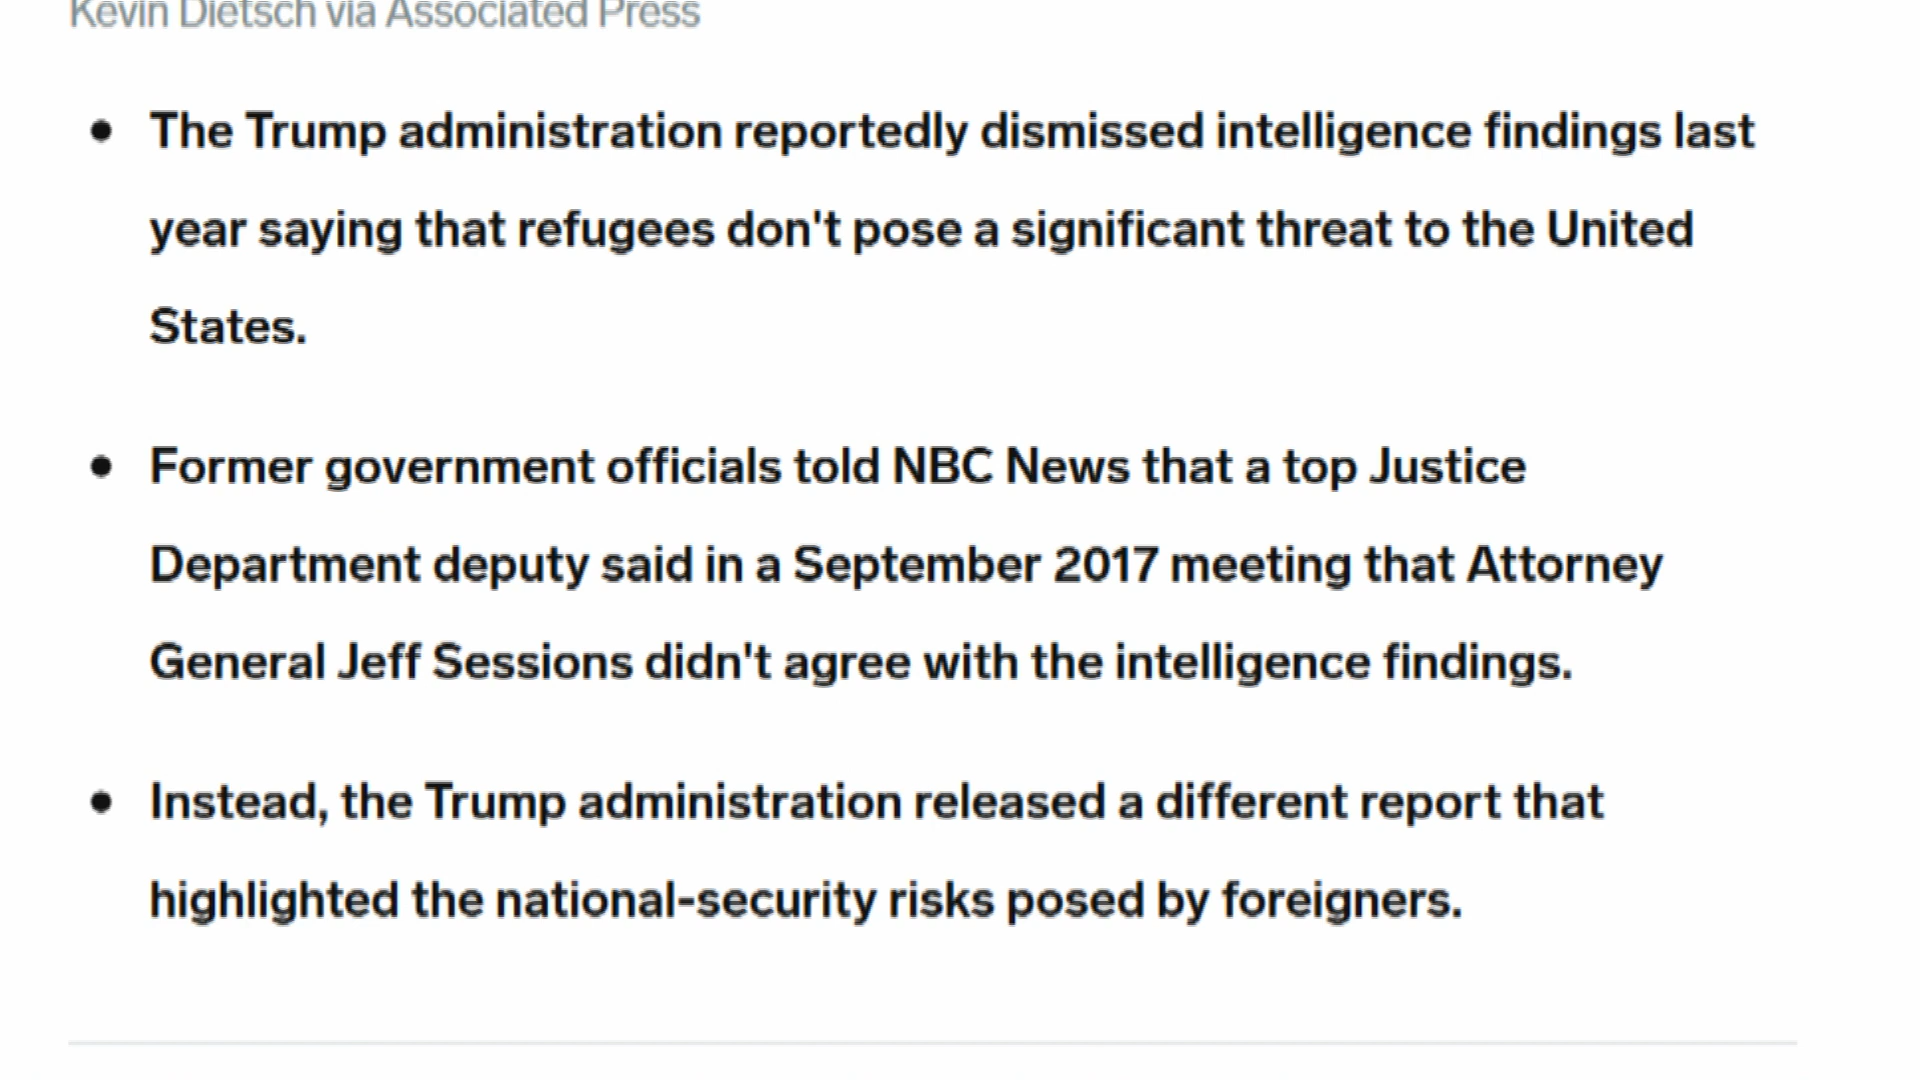 Kevin Dietsch via Associated Press
• The Trump administration reportedly dismissed intelligence findings last
year saying that refugees don't pose a significant threat to the United
States.
• Former government officials told NBC News that a top Justice
Department deputy said in a September 2017 meeting that Attorney
General Jeff Sessions didn't agree with the intelligence findings.
• Instead, the Trump administration released a different report that
highlighted the national-security risks posed by foreigners.